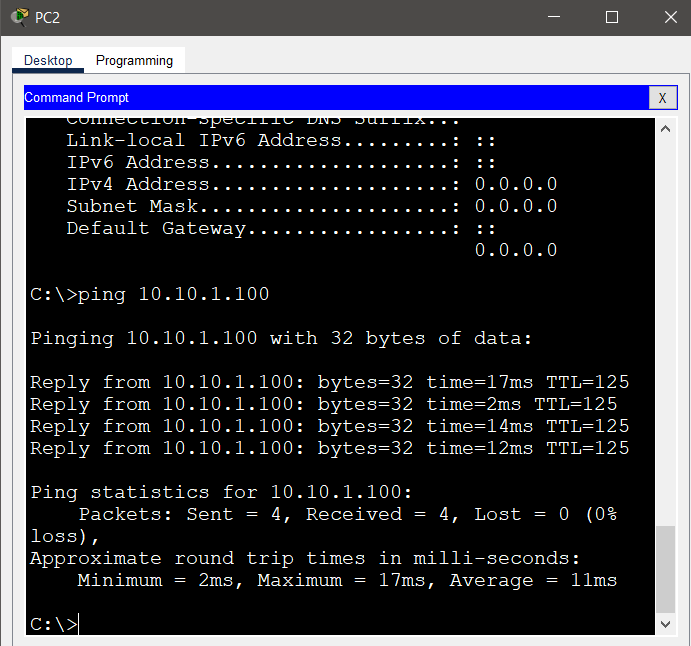 PC2
Desktop Programming
Command Prompt X
Connection-specific DNS Suffix..:
Link-local IPv6 Address.........: ::
IPv6 Address....................: ::
IPv4 Address....................: 0.0.0.0
Subnet Mask.....................: 0.0.0.0
Default Gateway.................: ::
0.0.0.0
C:\>ping 10.10.1.100
Pinging 10.10.1.100 with 32 bytes of data:
Reply from 10.10.1.100: bytes=32 time=17ms TTL=125
Reply from 10.10.1.100: bytes=32 time=2ms TTL=125
Reply from 10.10.1.100: bytes=32 time=14ms TTL=125
Reply from 10.10.1.100: bytes=32 time=12ms TTL=125
Ping statistics for 10.10.1.100:
Packets: Sent = 4, Received = 4, Lost = 0 (0%
loss),
Approximate round trip times in milli-seconds:
Minimum = 2ms, Maximum = 17ms, Average = 11ms
C:\>